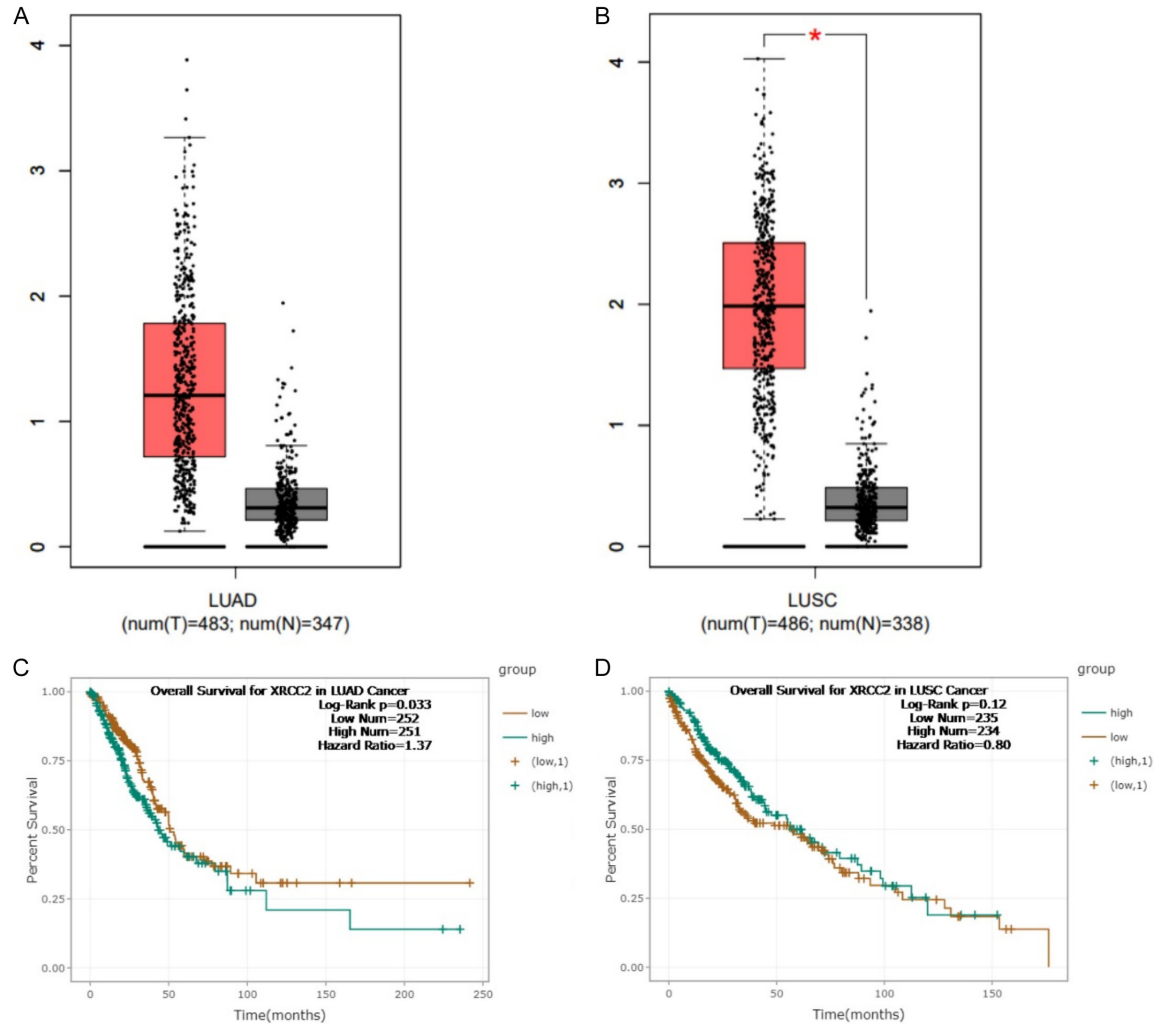 A
4
3
2
1
0
LUAD
(num(T)=483; num(N)=347)
B
*
4
3
2
1
0
LUSC
(num(T)=486; num(N)=338)
C
group
Overall Survival for XRCC2 in LUAD Cancer
Log-Rank p=0.033
Low Num=252
High Num=251
Hazard Ratio=1.37
low
high
(low,1)
(high,1)
Percent Survival
1.00
0.75
0.50
0.25
0.00
0
50
100
150
200
250
Time(months)
D
group
Overall Survival for XRCC2 in LUSC Cancer
Log-Rank p=0.12
Low Num=235
High Num=234
Hazard Ratio=0.80
high
low
(high,1)
(low,1)
Percent Survival
1.00
0.75
0.50
0.25
0.00
0
50
100
150
Time(months)